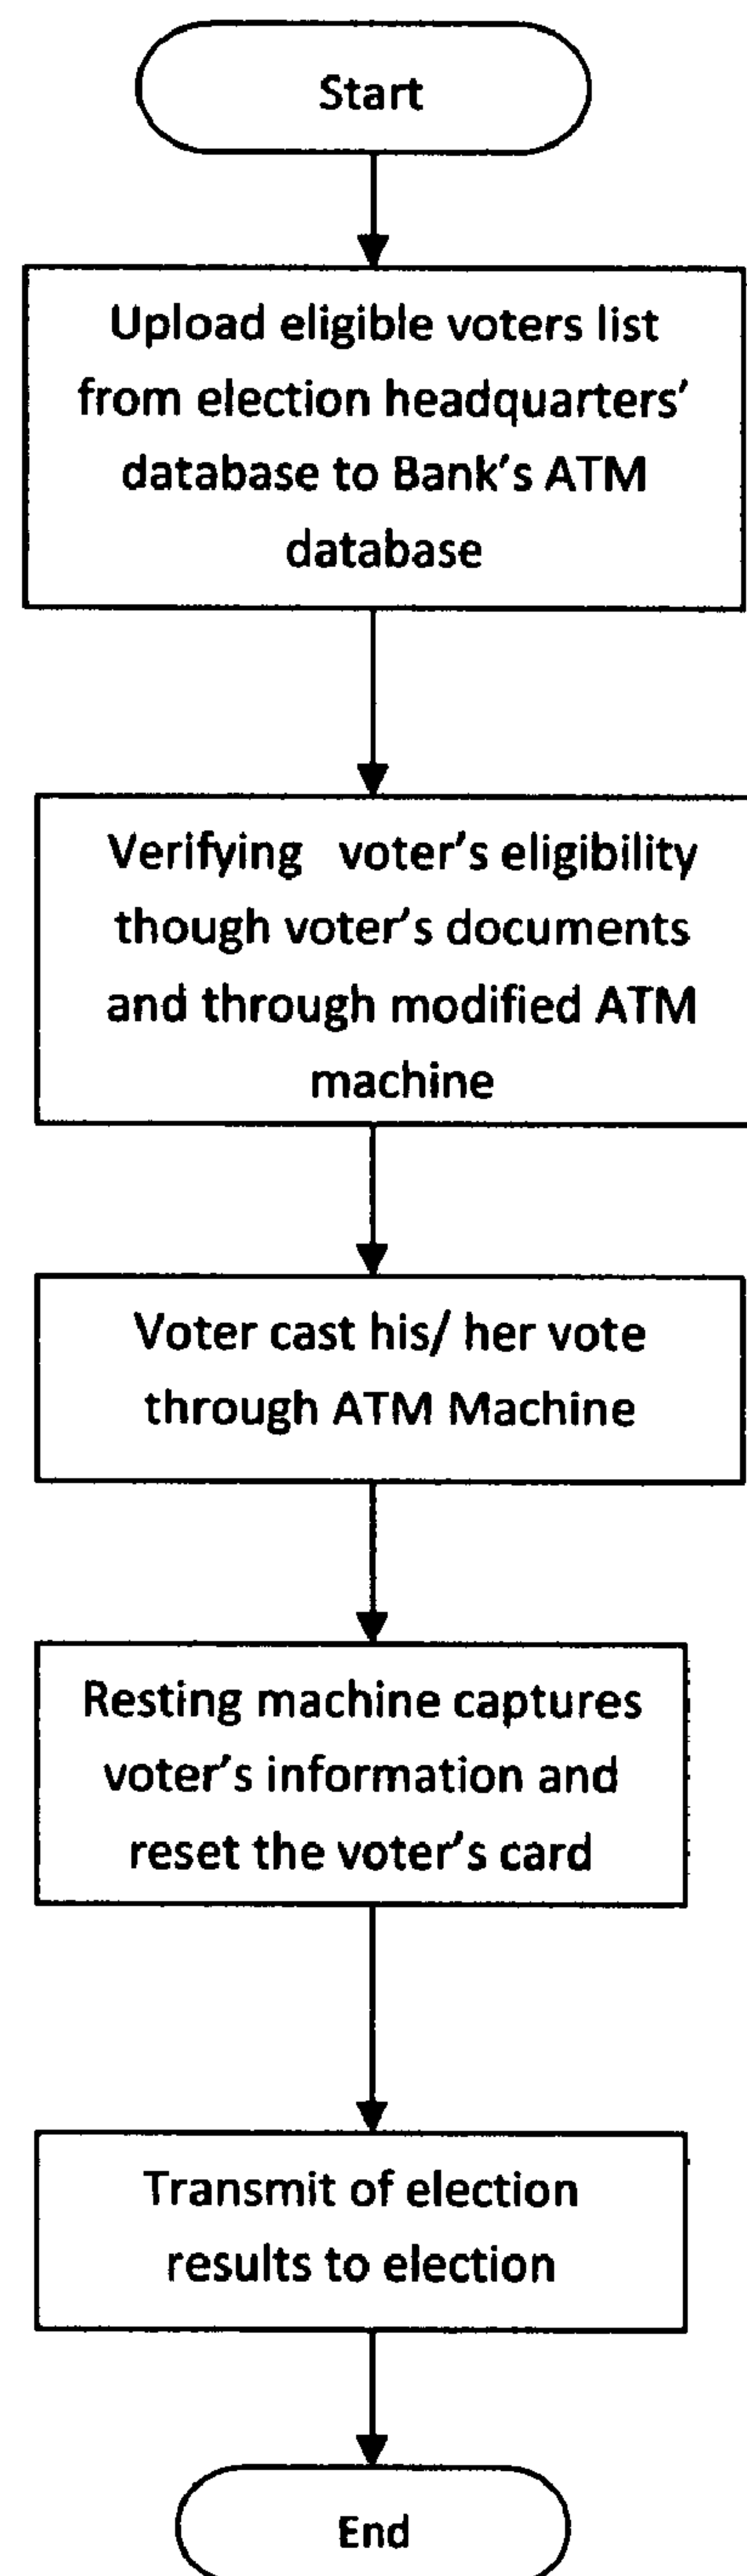 Start
Upload eligible voters list
from election headquarters’
database to Bank’s ATM
database
Verifying voter’s eligibility
though voter’s documents
and through modified ATM
machine
Voter cast his/ her vote
through ATM Machine
Resting machine captures
voter’s information and
reset the voter’s card
Transmit of election
results to election
End